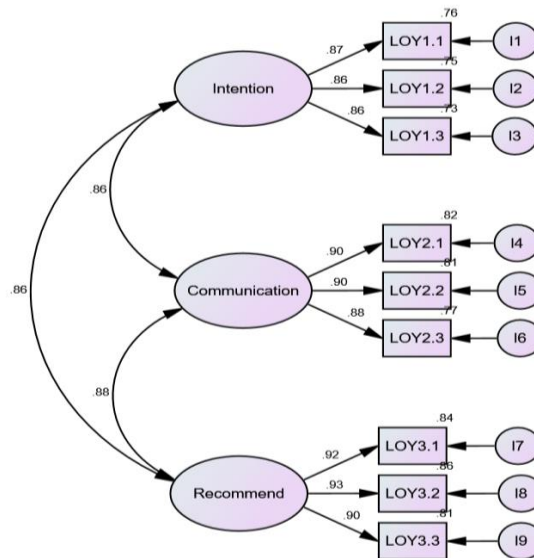 .76
.87 LOY1.1 I1
.75
Intention .86 LOY1.2 I2
.73
.86 LOY1.3 I3
.86
.82
.90 LOY2.1 I4
.81
.86 Communication .90 LOY2.2 I5
.77
.88 LOY2.3 I6
.88
.84
.92 LOY3.1 I7
.86
Recommend .93 LOY3.2 I8
.81
.90 LOY3.3 I9